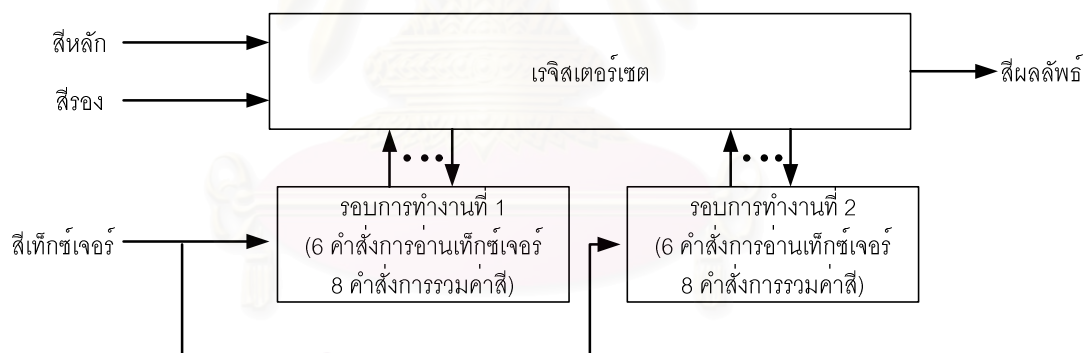 สีหลัก
เรจิสเตอร์เซต
สีผลลัพธ์
สีรอง
สีเท็กซ์เจอร์
รอบการทำงานที่ 1
(6 คำสั่งการอ่านเท็กซ์เจอร์
8 คำสั่งการรวมค่าสี)
รอบการทำงานที่ 2
(6 คำสั่งการอ่านเท็กซ์เจอร์
8 คำสั่งการรวมค่าสี)